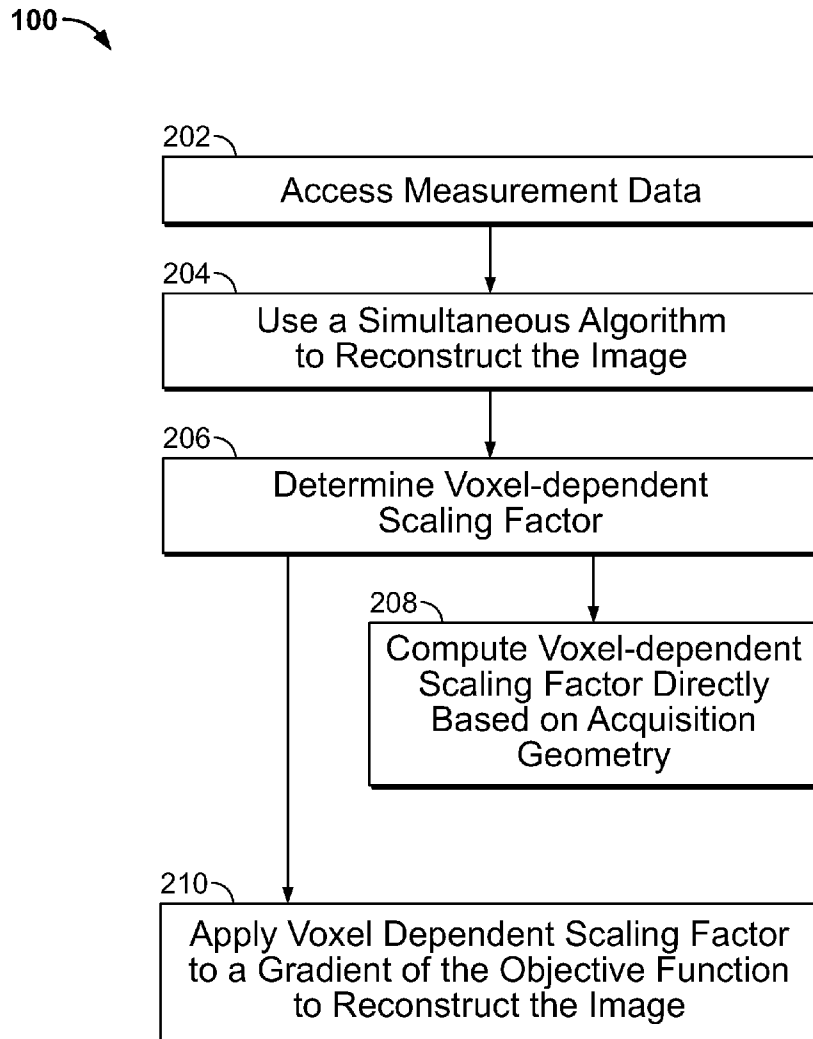 100
202
Access Measurement Data
204
Use a Simultaneous Algorithm
to Reconstruct the Image
206
Determine Voxel-dependent
Scaling Factor
208
Compute Voxel-dependent
Scaling Factor Directly
Based on Acquisition
Geometry
210
Apply Voxel Dependent Scaling Factor
to a Gradient of the Objective Function
to Reconstruct the Image